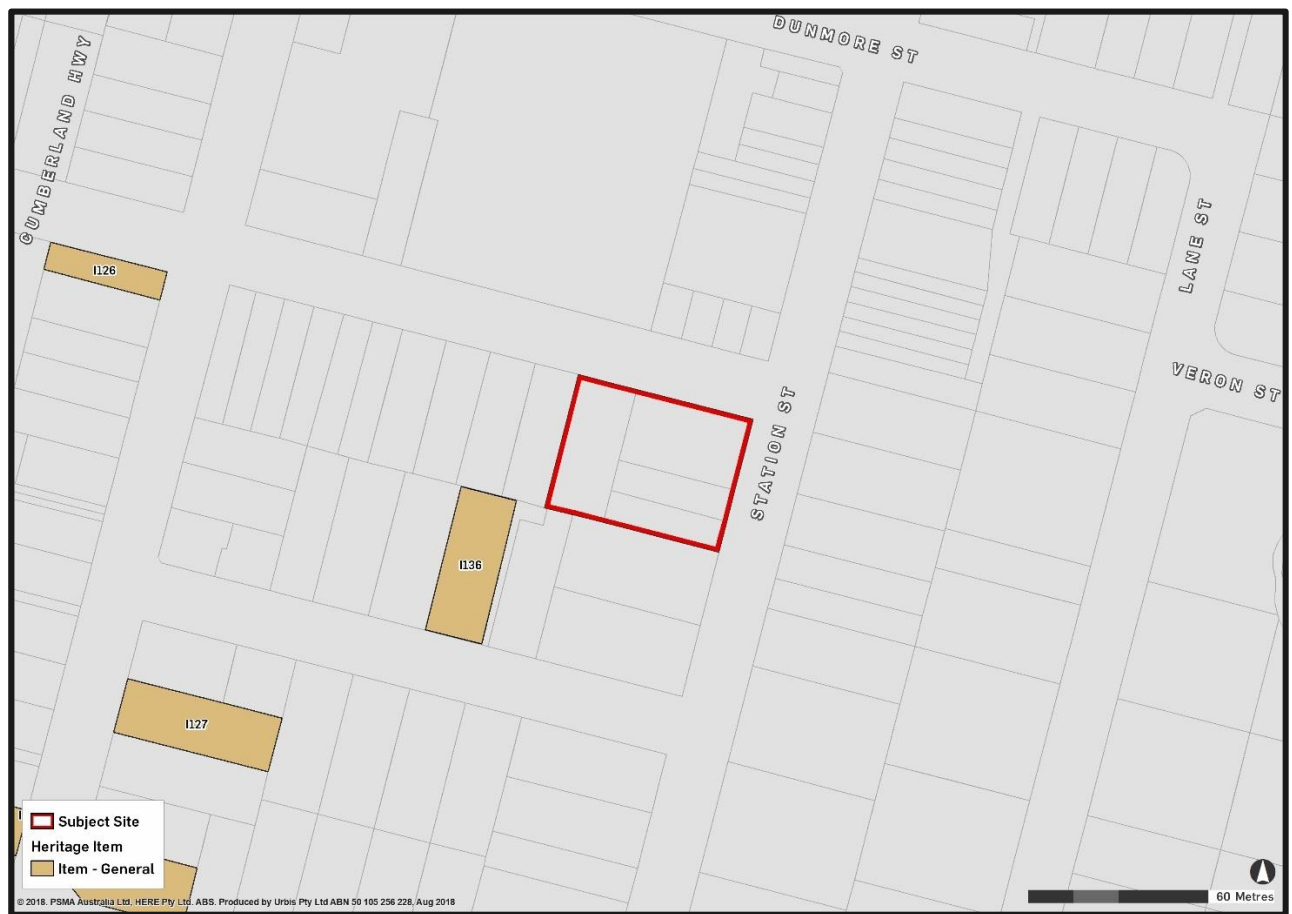 DUNMORE ST
CUMBERLAND HWY
LANE ST
I126
VERON ST
STATION ST
I136
I127
I
Subject Site
Heritage Item
Item - General
60 Metres
© 2018. PSMA Australia Ltd, HERE Pty Ltd. ABS. Produced by Urbis Pty Ltd ABN 50 105 256 228, Aug 2018